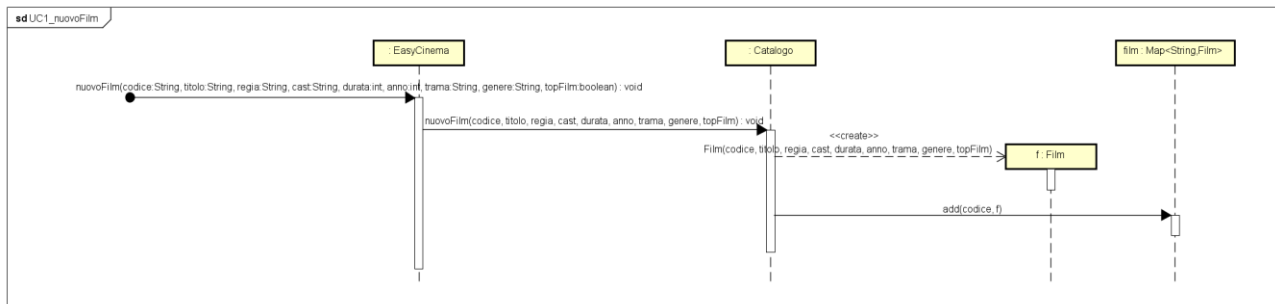 sd UC1_nuovoFilm
: EasyCinema
: Catalogo
film : Map<String,Film>
nuovoFilm(codice:String, titolo:String, regia:String, cast:String, durata:int, anno:int, trama:String, genere:String, topFilm:boolean) : void
nuovoFilm(codice, titolo, regia, cast, durata, anno, trama, genere, topFilm) : void
<<create>>
Film(codice, titolo, regia, cast, durata, anno, trama, genere, topFilm)
f : Film
add(codice, f)